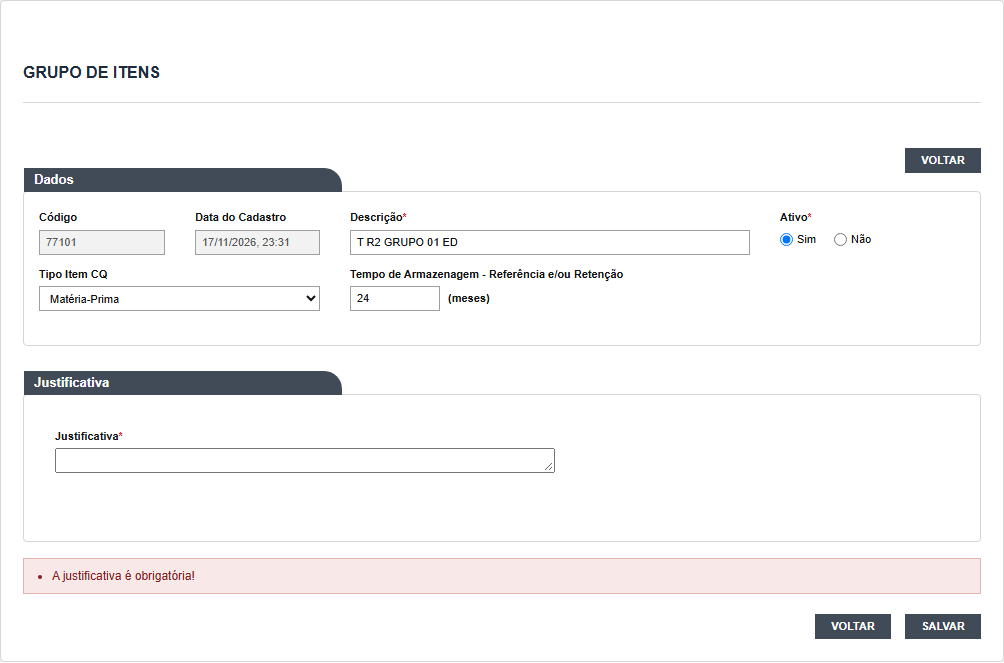 GRUPO DE ITENS
VOLTAR
Dados
Código Data do Cadastro Descrição* Ativo*
77101 17/11/2026, 23:31 T R2 GRUPO 01 ED Sim Não
Tipo Item CQ Tempo de Armazenagem - Referência e/ou Retenção
Matéria-Prima 24 (meses)
Justificativa
Justificativa*
A justificativa é obrigatória!
VOLTAR SALVAR